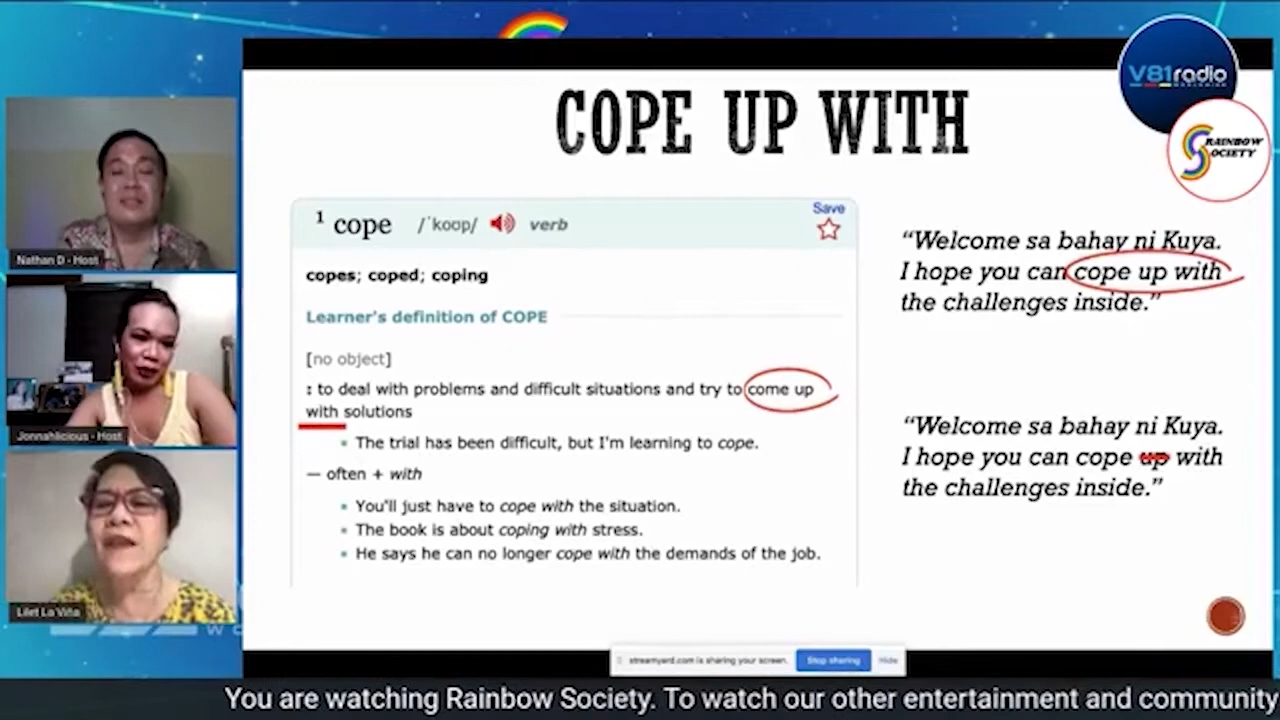 V81radio
WORLDWIDE
RAINBOW
SOCIETY
COPE UP WITH
1 cope /ˈkoʊp/ verb
Save
copes; coped; coping
Learner's definition of COPE
[no object]
: to deal with problems and difficult situations and try to come up
with solutions
• The trial has been difficult, but I'm learning to cope.
— often + with
• You'll just have to cope with the situation.
• The book is about coping with stress.
• He says he can no longer cope with the demands of the job.
“Welcome sa bahay ni Kuya.
I hope you can cope up with
the challenges inside.”
“Welcome sa bahay ni Kuya.
I hope you can cope up with
the challenges inside.”
Nathan D - Host
Jonnahlicious - Host
Lilet La Viña
streamyard.com is sharing your screen. Stop sharing Hide
You are watching Rainbow Society. To watch our other entertainment and community